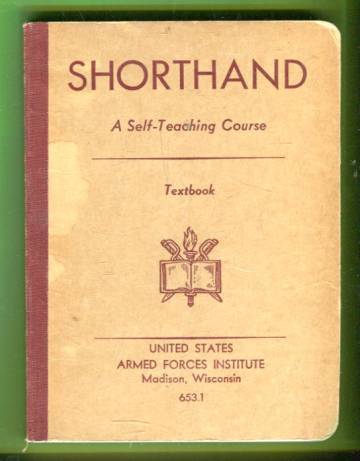 SHORTHAND
A Self-Teaching Course
Textbook
UNITED STATES
ARMED FORCES INSTITUTE
Madison, Wisconsin
653.1